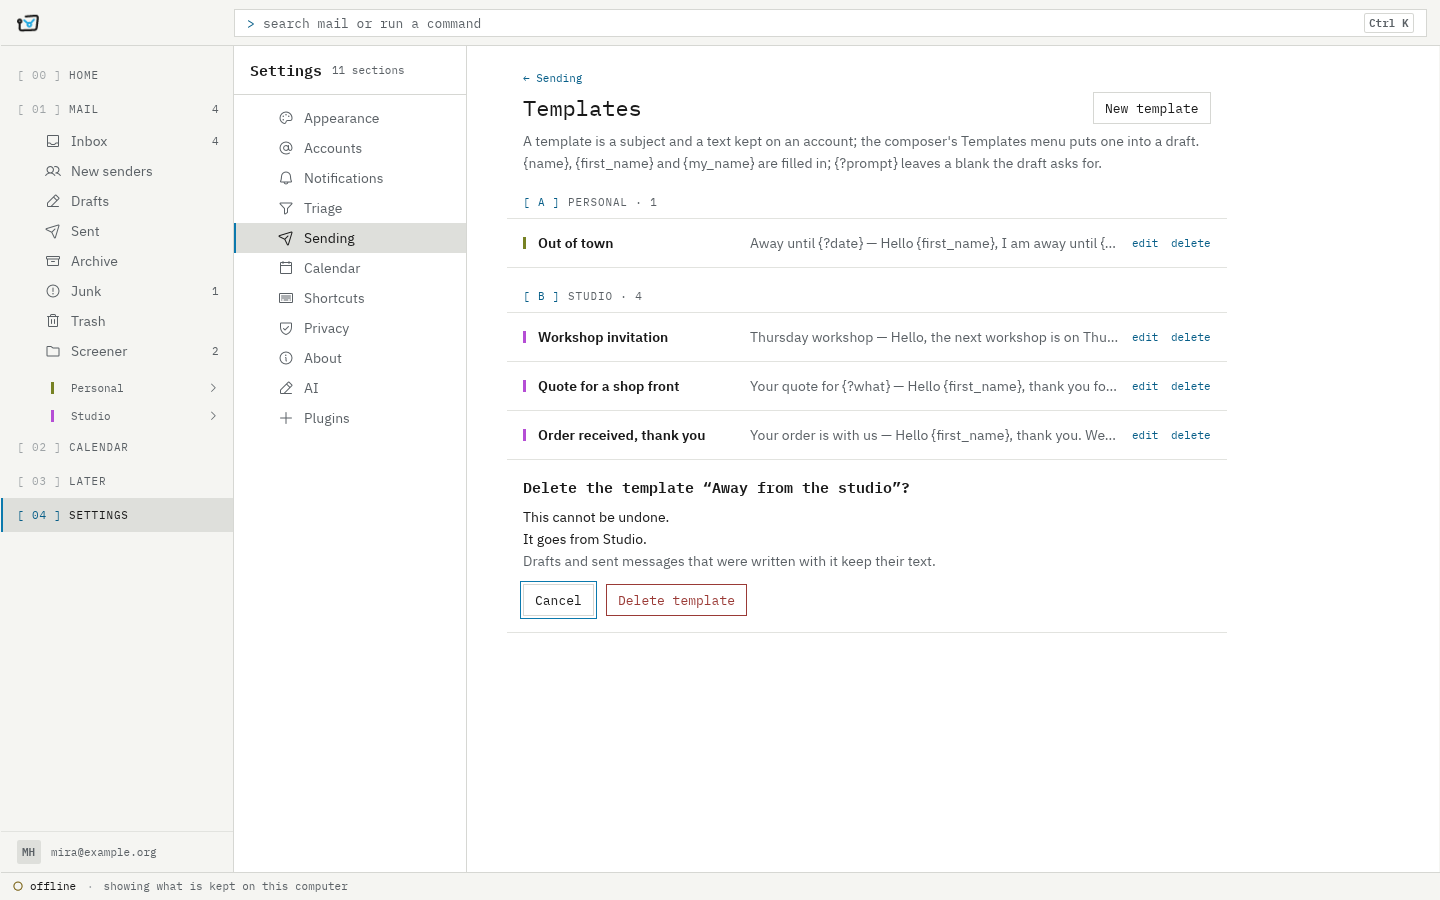 > search mail or run a command
Ctrl K
[ 00 ] HOME
[ 01 ] MAIL 4
Inbox 4
New senders
Drafts
Sent
Archive
Junk 1
Trash
Screener 2
Personal
Studio
[ 02 ] CALENDAR
[ 03 ] LATER
[ 04 ] SETTINGS
MH mira@example.org
Settings 11 sections
Appearance
Accounts
Notifications
Triage
Sending
Calendar
Shortcuts
Privacy
About
AI
Plugins
← Sending
Templates
New template
A template is a subject and a text kept on an account; the composer's Templates menu puts one into a draft.
{name}, {first_name} and {my_name} are filled in; {?prompt} leaves a blank the draft asks for.
[ A ] PERSONAL · 1
Out of town Away until {?date} — Hello {first_name}, I am away until {... edit delete
[ B ] STUDIO · 4
Workshop invitation Thursday workshop — Hello, the next workshop is on Thu... edit delete
Quote for a shop front Your quote for {?what} — Hello {first_name}, thank you fo... edit delete
Order received, thank you Your order is with us — Hello {first_name}, thank you. We... edit delete
Delete the template “Away from the studio”?
This cannot be undone.
It goes from Studio.
Drafts and sent messages that were written with it keep their text.
Cancel Delete template
offline · showing what is kept on this computer